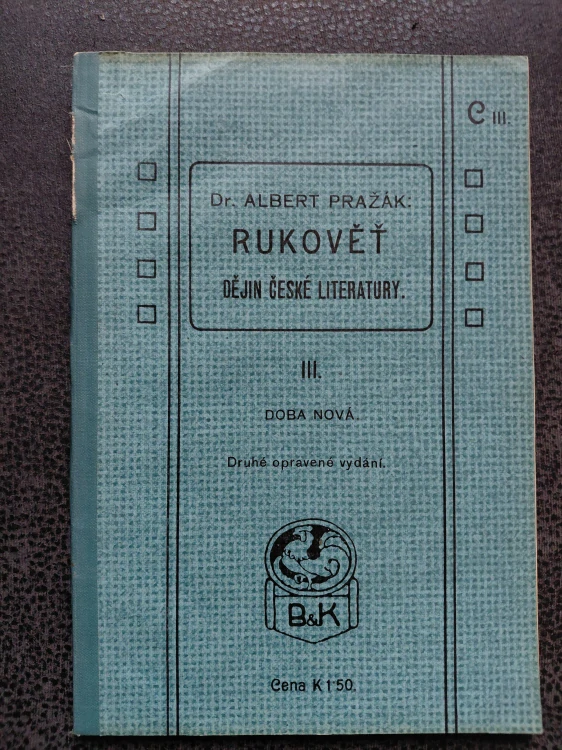 C III.
Dr. ALBERT PRAŽÁK:
RUKOVĚŤ
DĚJIN ČESKÉ LITERATURY.
III.
DOBA NOVÁ.
Druhé opravené vydání.
B&K
Cena K 1·50.